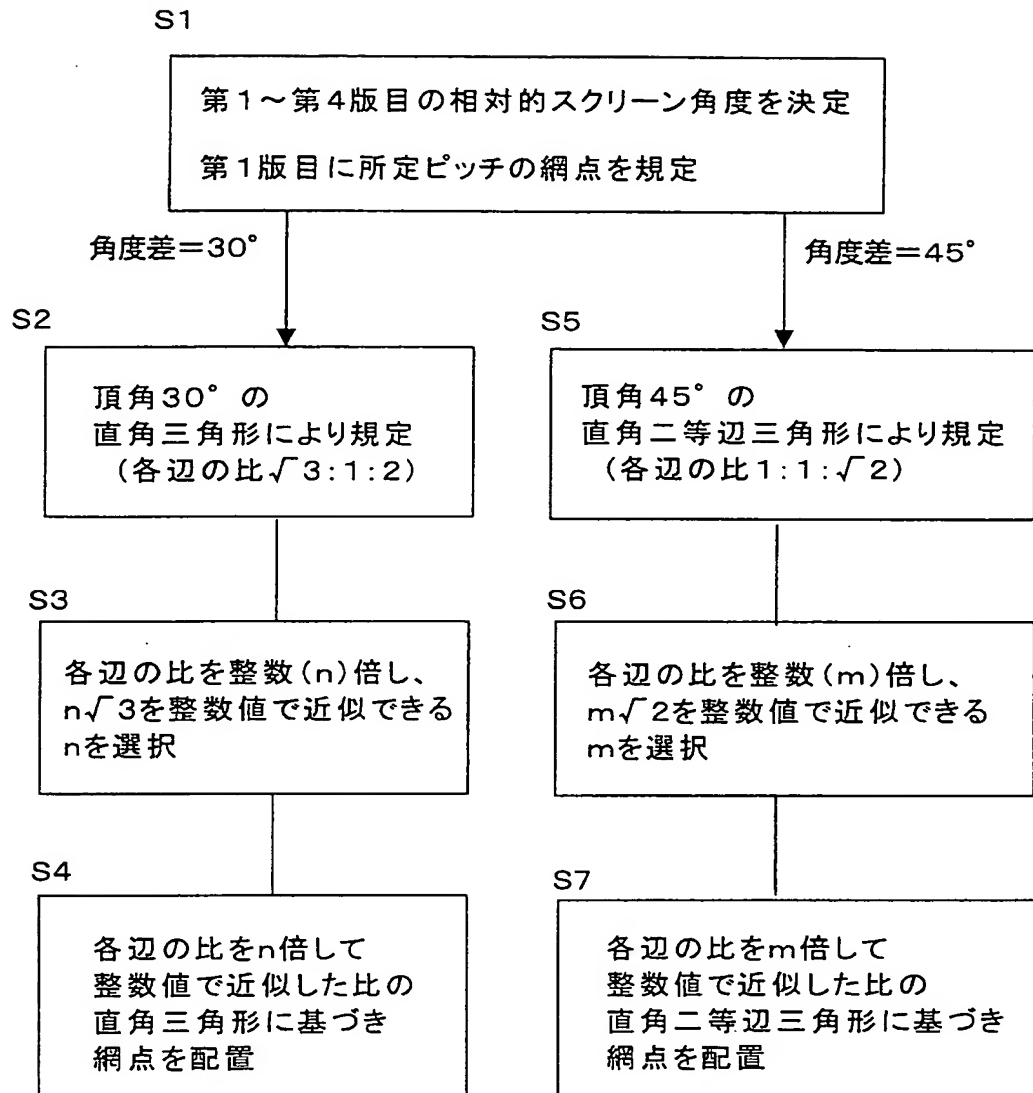 S1
第1～第4版目の相対的スクリーン角度を決定
第1版目に所定ピッチの網点を規定
角度差＝30°
角度差＝45°
S2
頂角30°の
直角三角形により規定
(各辺の比√3:1:2)
S5
頂角45°の
直角二等辺三角形により規定
(各辺の比1:1:√2)
S3
各辺の比を整数(n)倍し、
n√3を整数値で近似できる
nを選択
S6
各辺の比を整数(m)倍し、
m√2を整数値で近似できる
mを選択
S4
各辺の比をn倍して
整数値で近似した比の
直角三角形に基づき
網点を配置
S7
各辺の比をm倍して
整数値で近似した比の
直角二等辺三角形に基づき
網点を配置